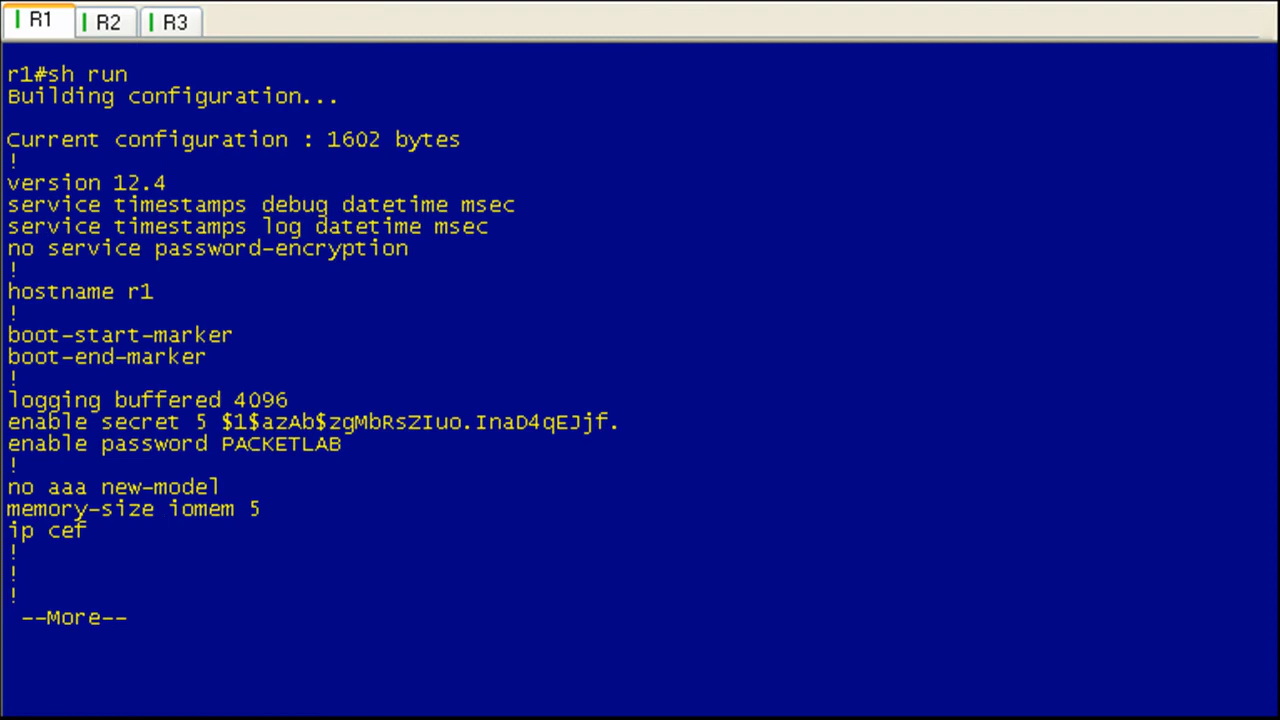 R1 R2 R3
r1#sh run
Building configuration...
Current configuration : 1602 bytes
!
version 12.4
service timestamps debug datetime msec
service timestamps log datetime msec
no service password-encryption
!
hostname r1
!
boot-start-marker
boot-end-marker
!
logging buffered 4096
enable secret 5 $1$azAb$zgMbRsZIuo.InaD4qEJjf.
enable password PACKETLAB
!
no aaa new-model
memory-size iomem 5
ip cef
!
!
!
--More--